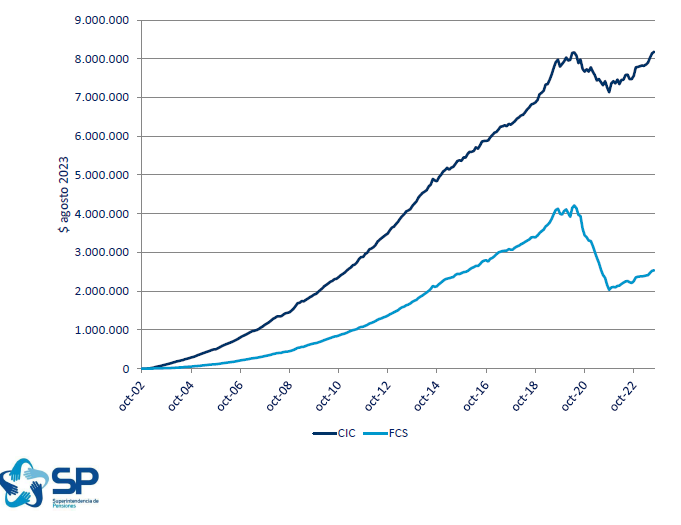 9.000.000
8.000.000
7.000.000
6.000.000
5.000.000
4.000.000
3.000.000
2.000.000
1.000.000
0
$ agosto 2023
oct-02
oct-04
oct-06
oct-08
oct-10
oct-12
oct-14
oct-16
oct-18
oct-20
oct-22
CIC
FCS
SP
Superintendencia de
Pensiones